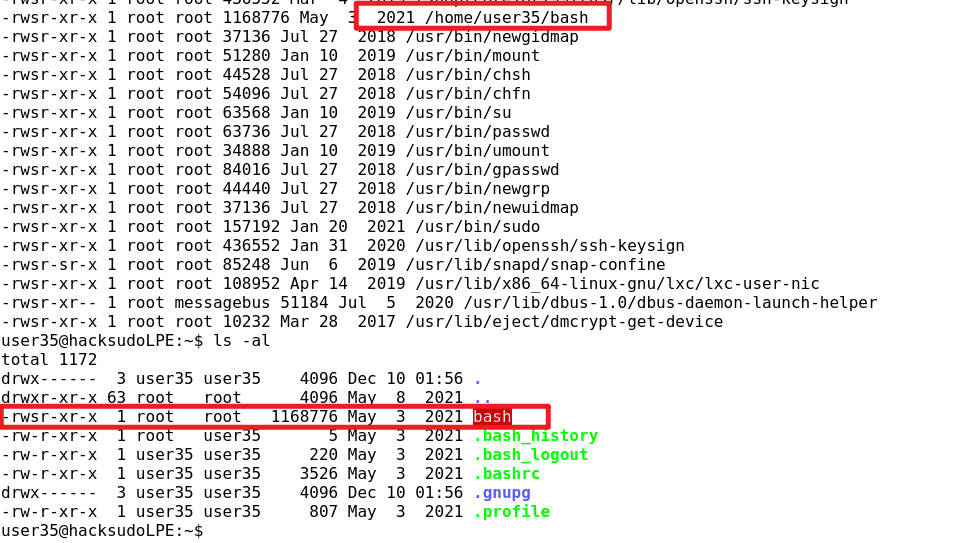 -rwsr-xr-x 1 root root 436552 Mar  4       /lib/openssh/ssh-keysign
-rwsr-xr-x 1 root root 1168776 May  3  2021 /home/user35/bash
-rwsr-xr-x 1 root root 37136 Jul 27  2018 /usr/bin/newgidmap
-rwsr-xr-x 1 root root 51280 Jan 10  2019 /usr/bin/mount
-rwsr-xr-x 1 root root 44528 Jul 27  2018 /usr/bin/chsh
-rwsr-xr-x 1 root root 54096 Jul 27  2018 /usr/bin/chfn
-rwsr-xr-x 1 root root 63568 Jan 10  2019 /usr/bin/su
-rwsr-xr-x 1 root root 63736 Jul 27  2018 /usr/bin/passwd
-rwsr-xr-x 1 root root 34888 Jan 10  2019 /usr/bin/umount
-rwsr-xr-x 1 root root 84016 Jul 27  2018 /usr/bin/gpasswd
-rwsr-xr-x 1 root root 44440 Jul 27  2018 /usr/bin/newgrp
-rwsr-xr-x 1 root root 37136 Jul 27  2018 /usr/bin/newuidmap
-rwsr-xr-x 1 root root 157192 Jan 20  2021 /usr/bin/sudo
-rwsr-xr-x 1 root root 436552 Jan 31  2020 /usr/lib/openssh/ssh-keysign
-rwsr-sr-x 1 root root 85248 Jun  6  2019 /usr/lib/snapd/snap-confine
-rwsr-xr-x 1 root root 108952 Apr 14  2019 /usr/lib/x86_64-linux-gnu/lxc/lxc-user-nic
-rwsr-xr-- 1 root messagebus 51184 Jul  5  2020 /usr/lib/dbus-1.0/dbus-daemon-launch-helper
-rwsr-xr-x 1 root root 10232 Mar 28  2017 /usr/lib/eject/dmcrypt-get-device
user35@hacksudoLPE:~$ ls -al
total 1172
drwx------  3 user35 user35    4096 Dec 10 01:56 .
drwxr-xr-x 63 root   root      4096 May  8  2021 ..
-rwsr-xr-x  1 root   root   1168776 May  3  2021 bash
-rw-r-xr-x  1 root   user35       5 May  3  2021 .bash_history
-rw-r-xr-x  1 user35 user35     220 May  3  2021 .bash_logout
-rw-r-xr-x  1 user35 user35    3526 May  3  2021 .bashrc
drwx------  3 user35 user35    4096 Dec 10 01:56 .gnupg
-rw-r-xr-x  1 user35 user35     807 May  3  2021 .profile
user35@hacksudoLPE:~$